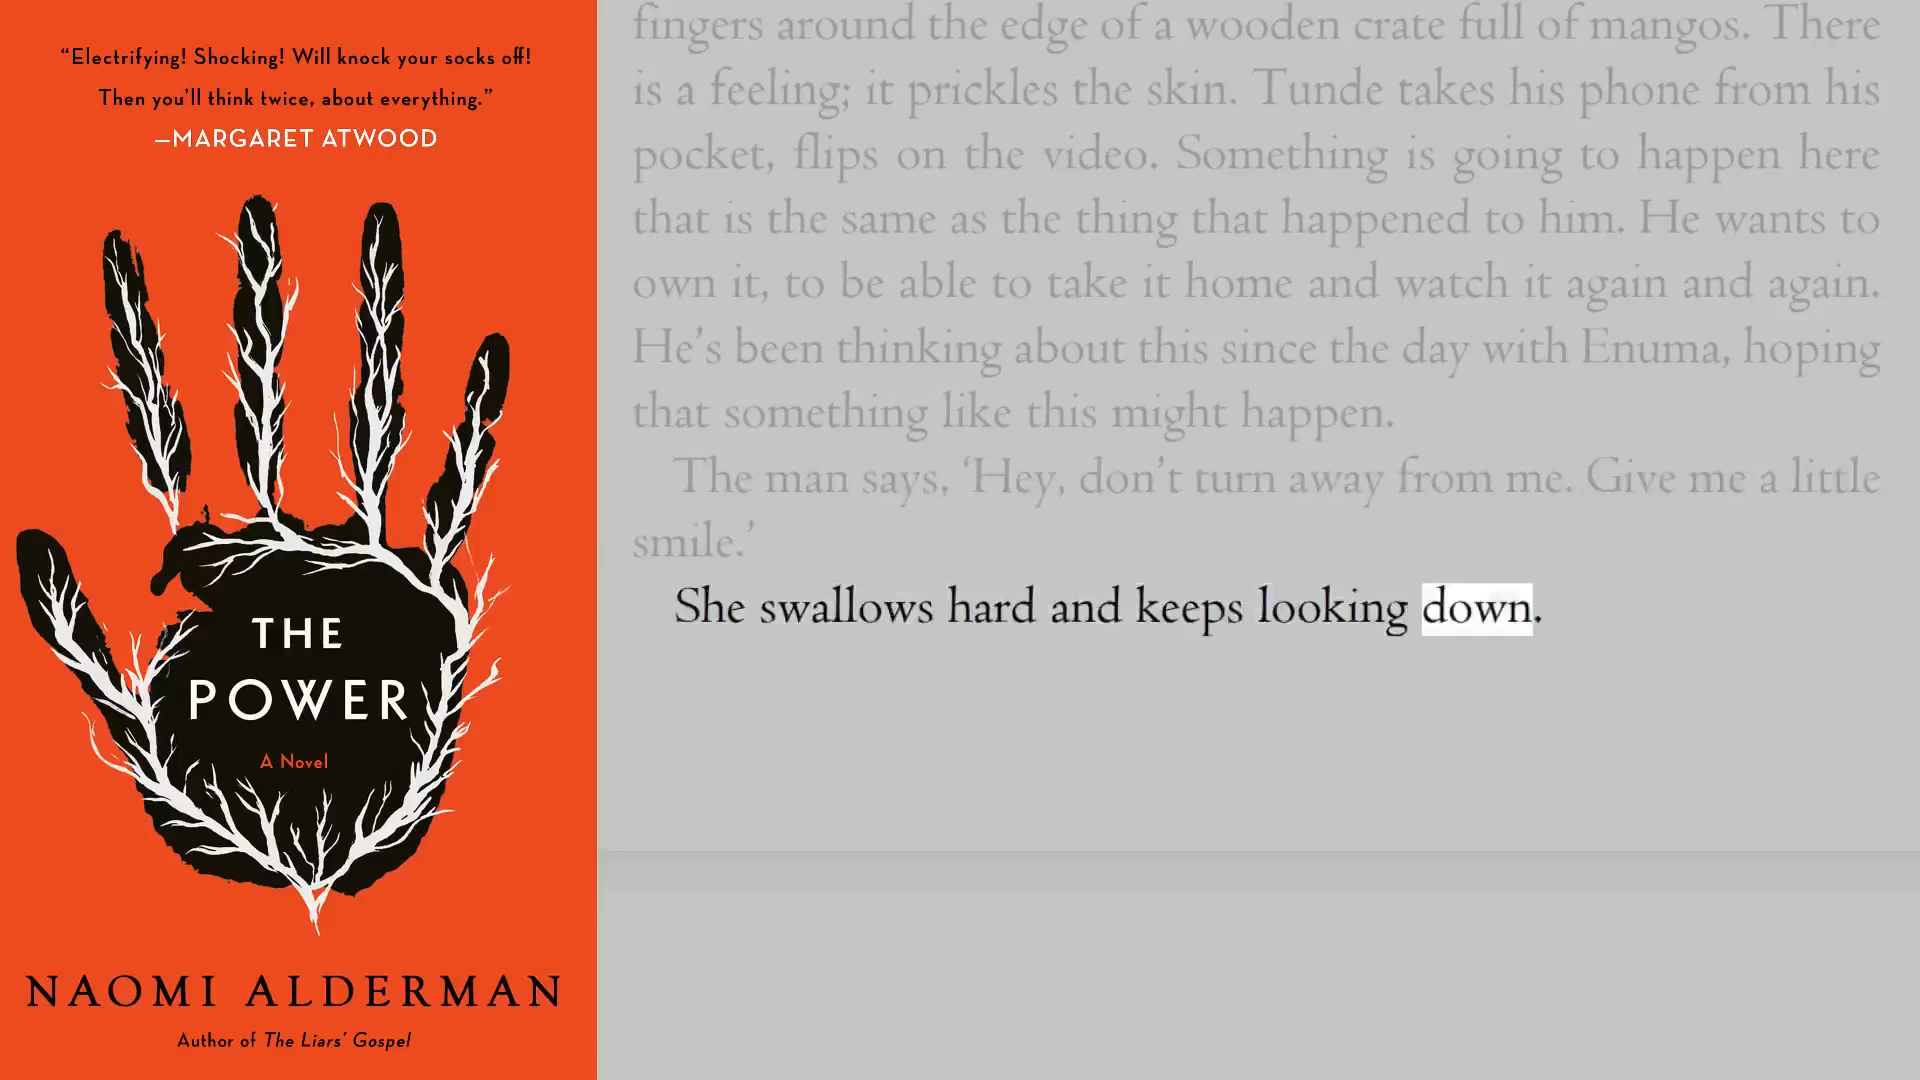 “Electrifying! Shocking! Will knock your socks off!
Then you’ll think twice, about everything.”
—MARGARET ATWOOD
THE
POWER
A Novel
NAOMI ALDERMAN
Author of The Liars’ Gospel
fingers around the edge of a wooden crate full of mangos. There
is a feeling; it prickles the skin. Tunde takes his phone from his
pocket, flips on the video. Something is going to happen here
that is the same as the thing that happened to him. He wants to
own it, to be able to take it home and watch it again and again.
He’s been thinking about this since the day with Enuma, hoping
that something like this might happen.
The man says, ‘Hey, don’t turn away from me. Give me a little
smile.’
She swallows hard and keeps looking down.